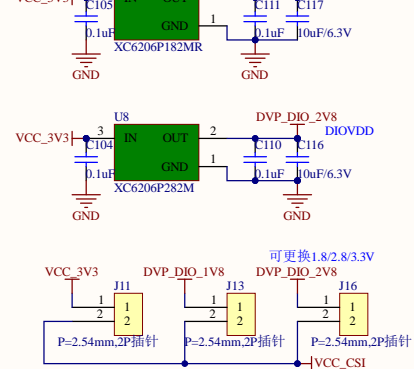 VCC_3V3
C105
IN
OUT
C111
C117
0.1uF
GND
1
0.1uF
10uF/6.3V
XC6206P182MR
GND
GND
U8
DVP_DIO_2V8
DIOVDD
VCC_3V3
3
IN
OUT
2
C104
C110
C116
0.1uF
GND
1
0.1uF
10uF/6.3V
XC6206P282M
GND
GND
可更换1.8/2.8/3.3V
VCC_3V3
DVP_DIO_1V8
DVP_DIO_2V8
J11
J13
J16
1
1
1
1
1
1
2
2
2
2
2
2
P=2.54mm,2P插针
P=2.54mm,2P插针
P=2.54mm,2P插针
VCC_CSI